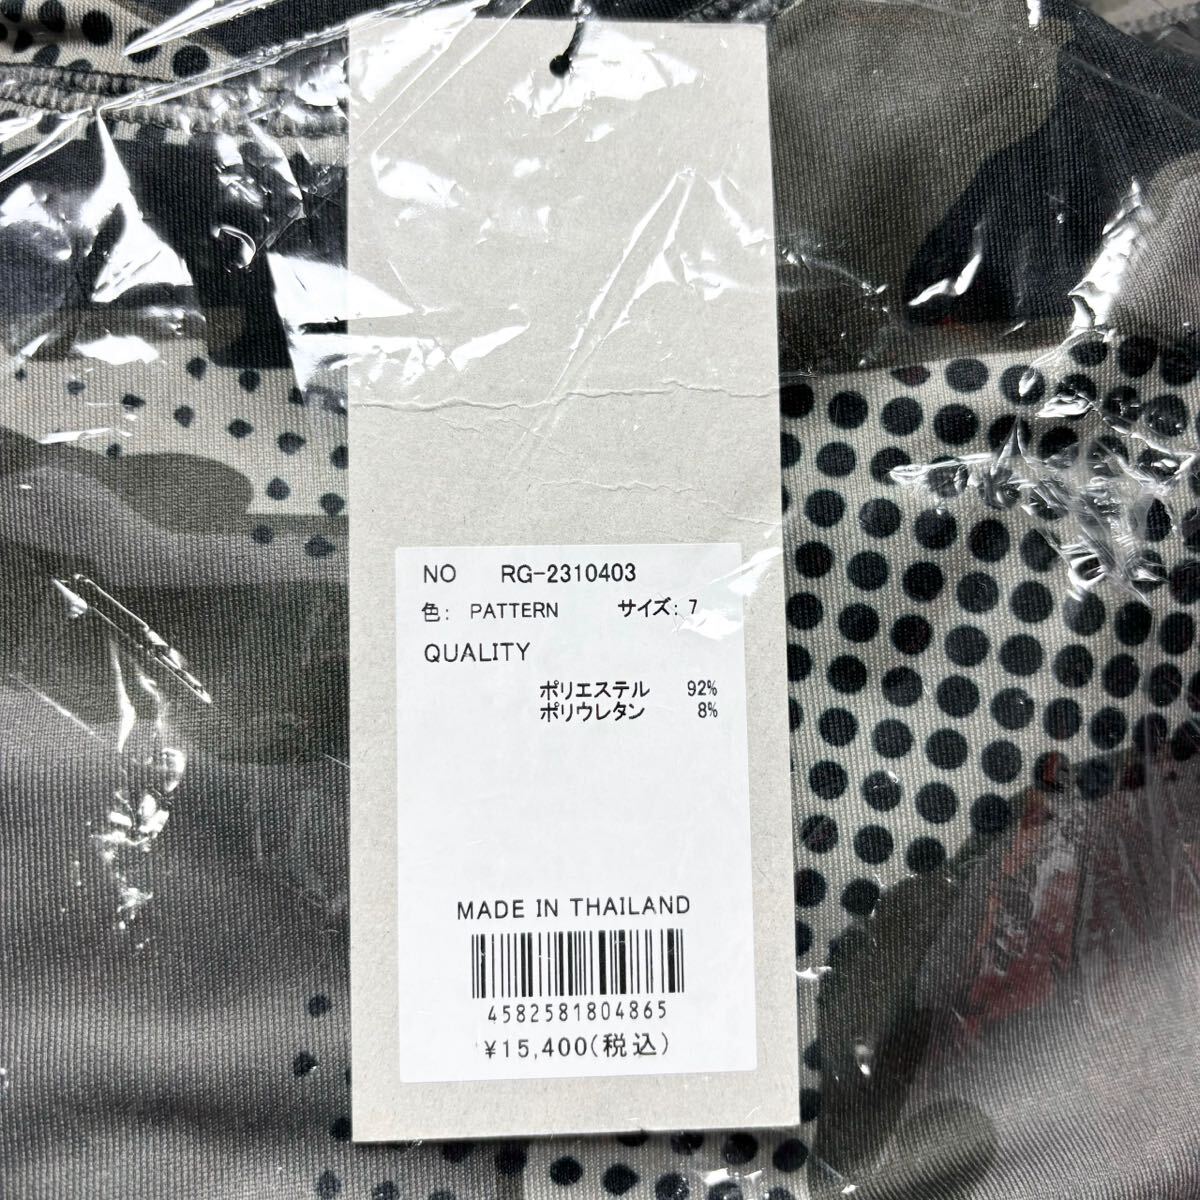 NO RG-2310403
色: PATTERN サイズ: 7
QUALITY
ポリエステル 92%
ポリウレタン 8%
MADE IN THAILAND
4582581804865
¥15,400(税込)